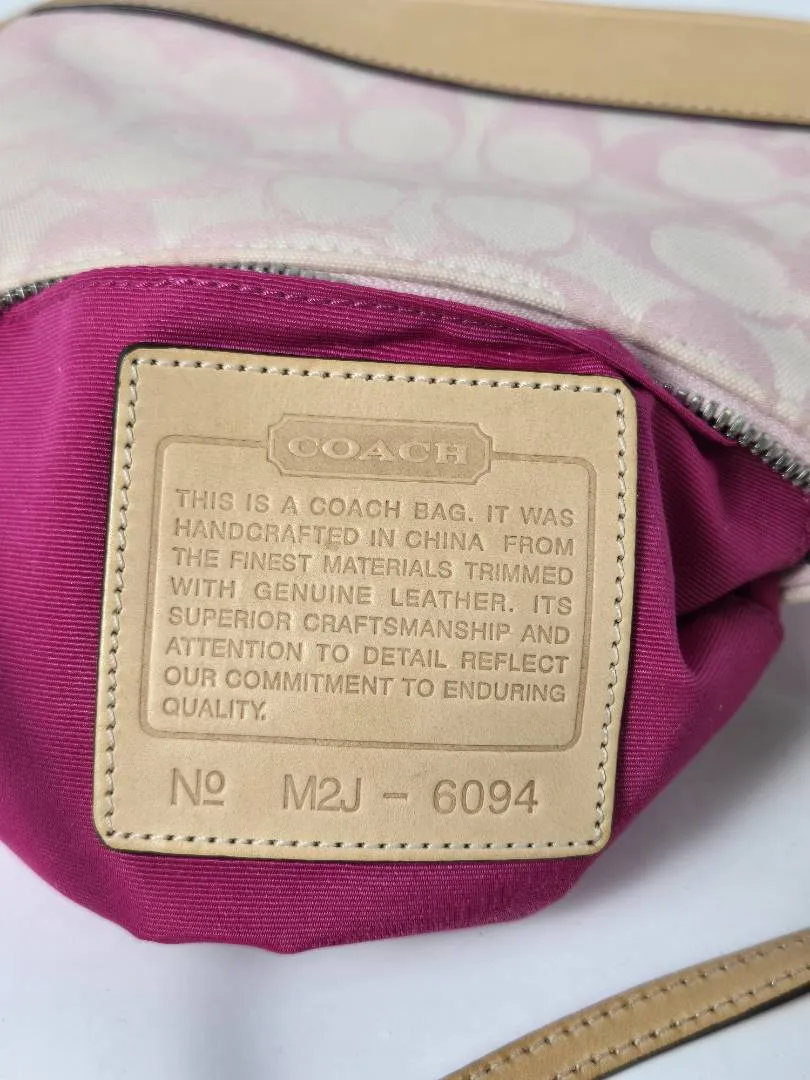 COACH
THIS IS A COACH BAG. IT WAS
HANDCRAFTED IN CHINA FROM
THE FINEST MATERIALS TRIMMED
WITH GENUINE LEATHER. ITS
SUPERIOR CRAFTSMANSHIP AND
ATTENTION TO DETAIL REFLECT
OUR COMMITMENT TO ENDURING
QUALITY.
Nº M2J - 6094